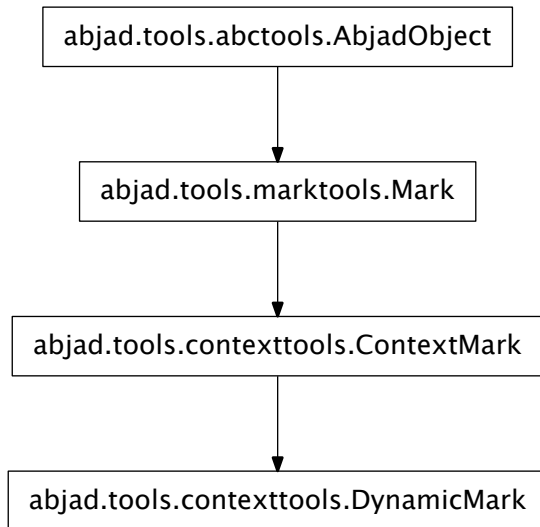 abjad.tools.abctools.AbjadObject
abjad.tools.marktools.Mark
abjad.tools.contexttools.ContextMark
abjad.tools.contexttools.DynamicMark